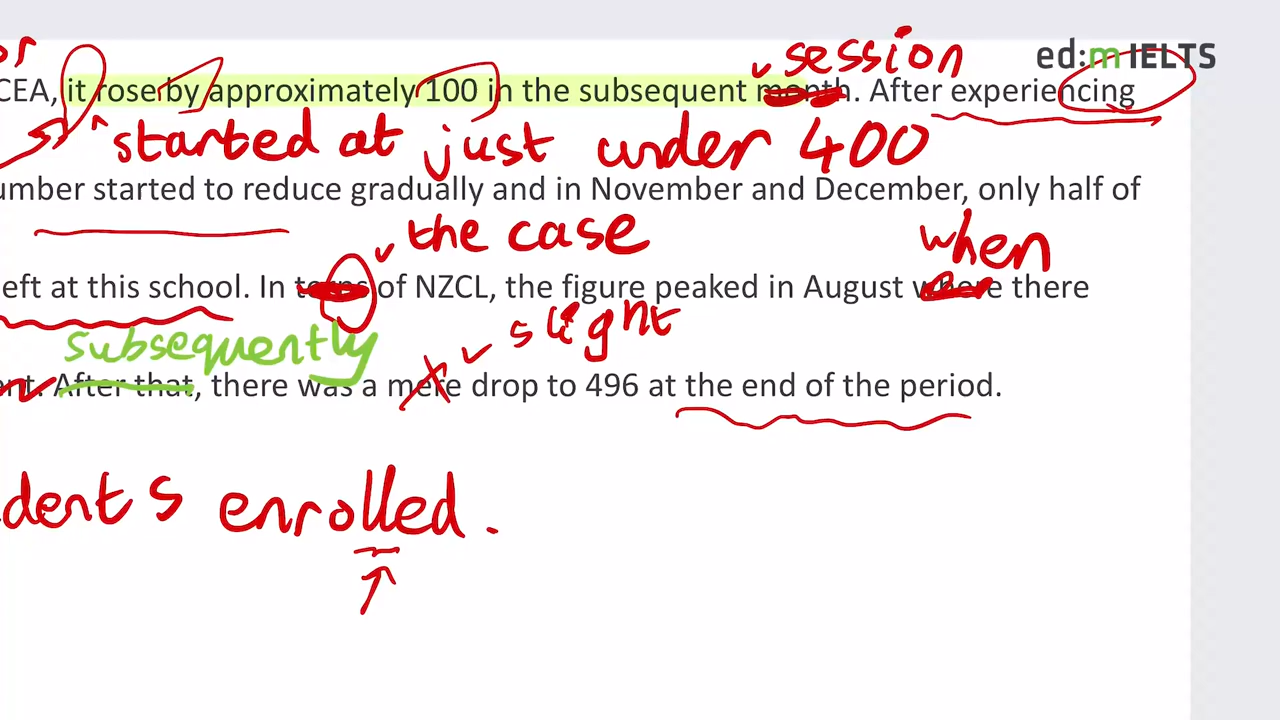 or
session
ed:m IELTS
CEA, it rose by approximately 100 in the subsequent month. After experiencing
started at just under 400
umber started to reduce gradually and in November and December, only half of
the case
when
eft at this school. In terms of NZCL, the figure peaked in August where there
slight
subsequently
ent. After that, there was a mere drop to 496 at the end of the period.
dents enrolled.